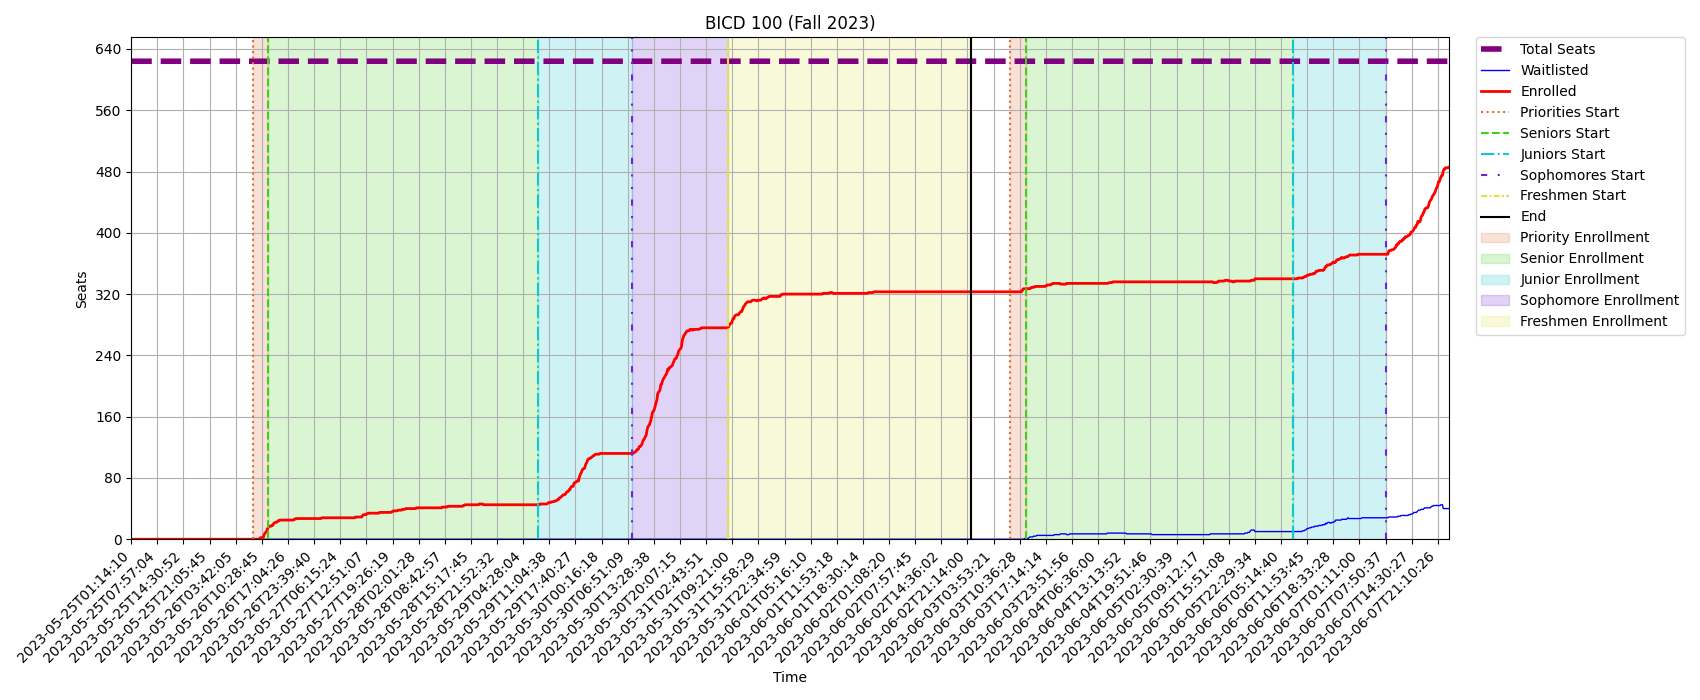 BICD 100 (Fall 2023)
640
560
480
400
320
240
160
80
0
Seats
2023-05-25T01:14:10
2023-05-25T07:57:04
2023-05-25T14:30:52
2023-05-25T21:05:45
2023-05-26T03:42:05
2023-05-26T10:28:45
2023-05-26T17:04:26
2023-05-26T23:39:40
2023-05-27T06:15:24
2023-05-27T12:51:07
2023-05-27T19:26:19
2023-05-28T02:01:28
2023-05-28T08:42:57
2023-05-28T15:17:45
2023-05-28T21:52:32
2023-05-29T04:28:04
2023-05-29T11:04:38
2023-05-29T17:40:27
2023-05-30T00:16:18
2023-05-30T06:51:09
2023-05-30T13:28:38
2023-05-30T20:07:15
2023-05-31T02:43:51
2023-05-31T09:21:00
2023-05-31T15:58:29
2023-05-31T22:34:59
2023-06-01T05:16:10
2023-06-01T11:53:18
2023-06-01T18:30:14
2023-06-02T01:08:20
2023-06-02T07:57:45
2023-06-02T14:36:02
2023-06-02T21:14:00
2023-06-03T03:53:21
2023-06-03T10:36:28
2023-06-03T17:14:14
2023-06-03T23:51:56
2023-06-04T06:36:00
2023-06-04T13:13:52
2023-06-04T19:51:46
2023-06-05T02:30:39
2023-06-05T09:12:17
2023-06-05T15:51:08
2023-06-05T22:29:34
2023-06-06T05:14:40
2023-06-06T11:53:45
2023-06-06T18:33:28
2023-06-07T01:11:00
2023-06-07T07:50:37
2023-06-07T14:30:27
2023-06-07T21:10:26
Time
Total Seats
Waitlisted
Enrolled
Priorities Start
Seniors Start
Juniors Start
Sophomores Start
Freshmen Start
End
Priority Enrollment
Senior Enrollment
Junior Enrollment
Sophomore Enrollment
Freshmen Enrollment